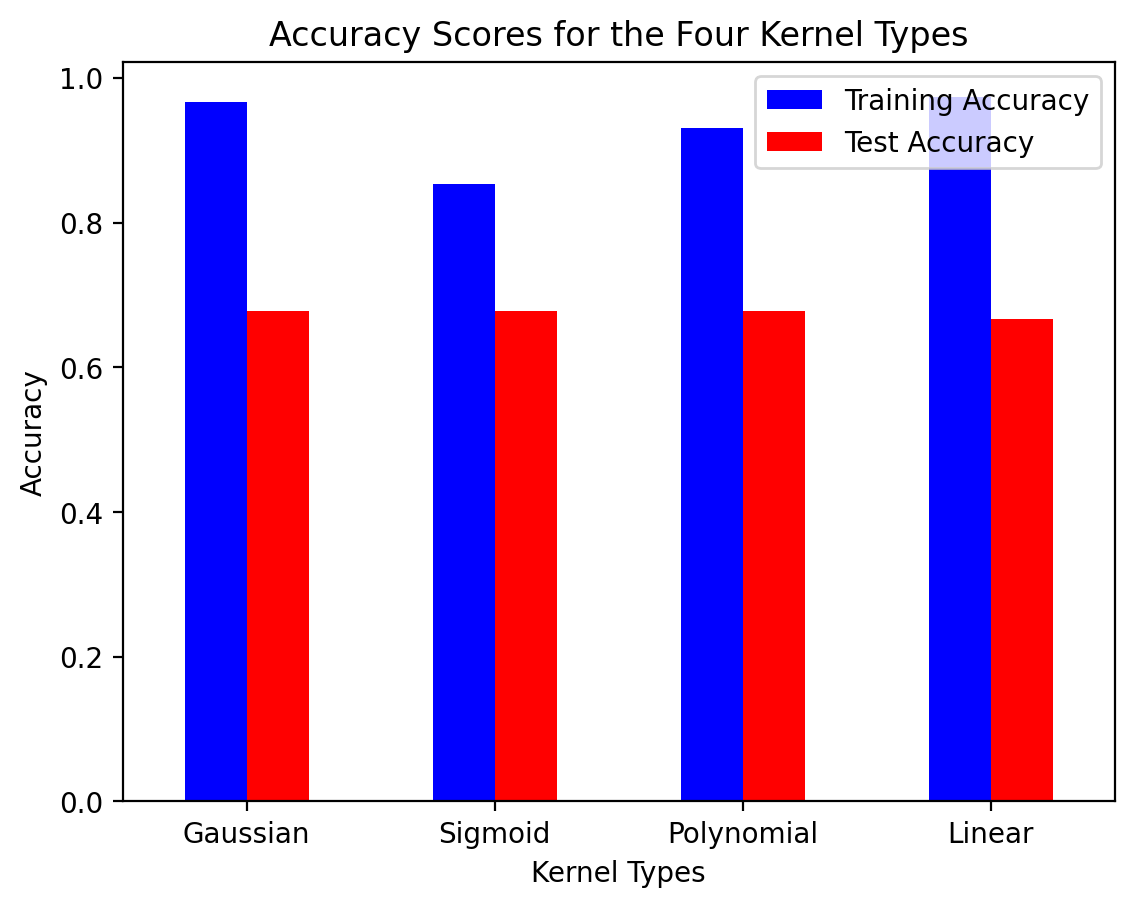 Accuracy Scores for the Four Kernel Types
Training Accuracy
Test Accuracy
1.0
0.8
0.6
0.4
0.2
0.0
Accuracy
Gaussian Sigmoid Polynomial Linear
Kernel Types